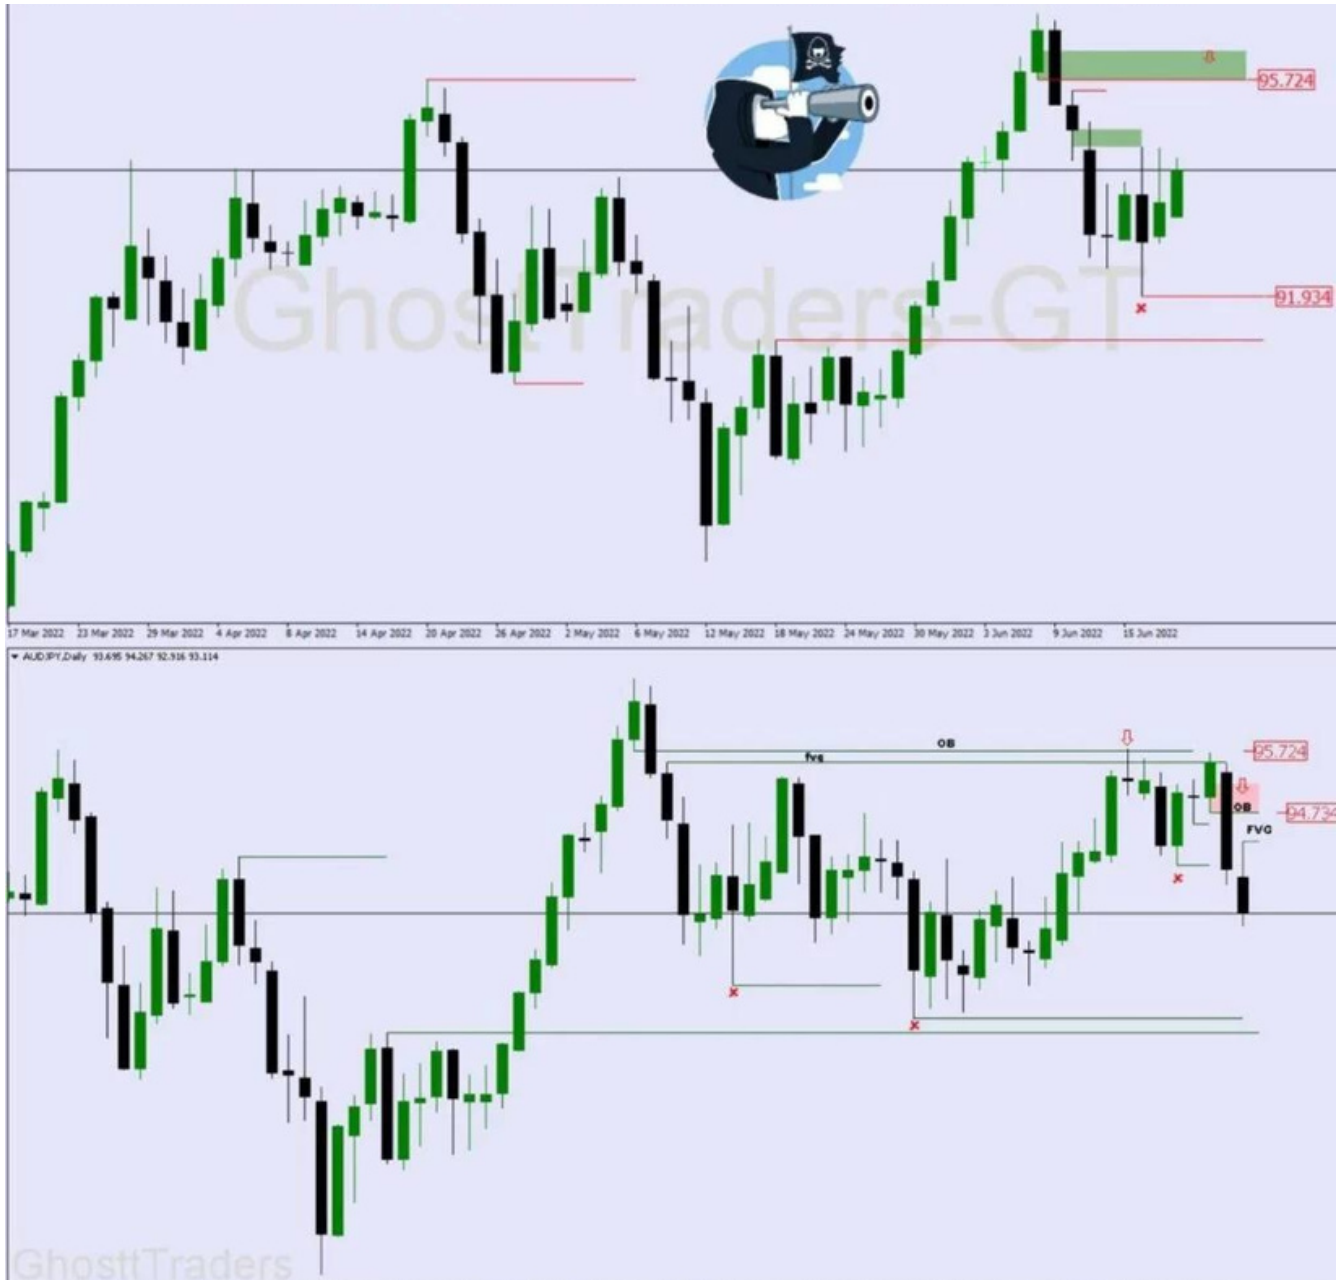 95.724
91.934
GhostTraders-GT
17 Mar 2022 23 Mar 2022 29 Mar 2022 4 Apr 2022 8 Apr 2022 14 Apr 2022 20 Apr 2022 26 Apr 2022 2 May 2022 6 May 2022 12 May 2022 18 May 2022 24 May 2022 30 May 2022 3 Jun 2022 9 Jun 2022 15 Jun 2022
AUDJPY,Daily 93.695 94.267 92.916 93.114
OB
95.724
fvg
OB
94.734
FVG
GhosttTraders